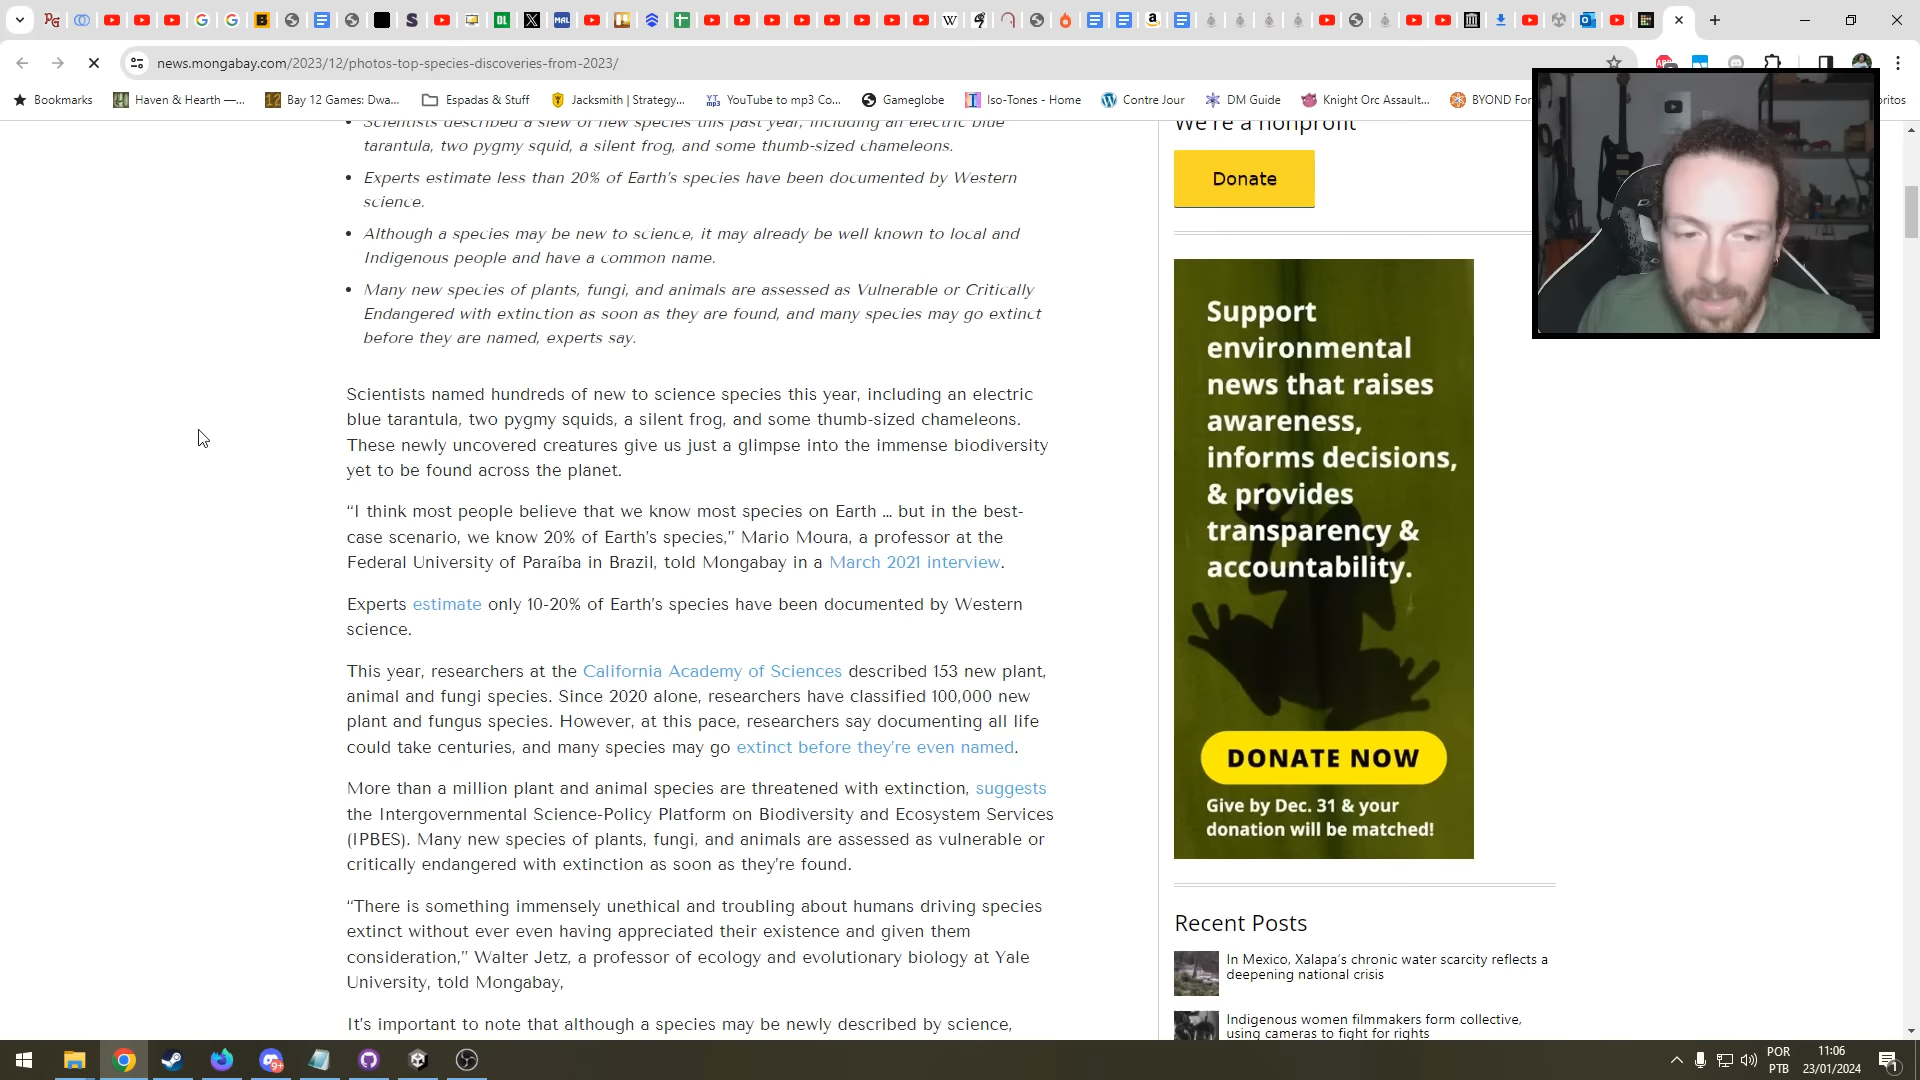 news.mongabay.com/2023/12/photos-top-species-discoveries-from-2023/
Bookmarks
Haven & Hearth —...
Bay 12 Games: Dwa...
Espadas & Stuff
Jacksmith | Strategy...
YouTube to mp3 Co...
Gameglobe
Iso-Tones - Home
Contre Jour
DM Guide
Knight Orc Assault...
BYOND For
oritos
Scientists described a slew of new species this past year, including an electric blue
tarantula, two pygmy squid, a silent frog, and some thumb-sized chameleons.
Experts estimate less than 20% of Earth's species have been documented by Western
science.
Although a species may be new to science, it may already be well known to local and
Indigenous people and have a common name.
Many new species of plants, fungi, and animals are assessed as Vulnerable or Critically
Endangered with extinction as soon as they are found, and many species may go extinct
before they are named, experts say.
Scientists named hundreds of new to science species this year, including an electric
blue tarantula, two pygmy squids, a silent frog, and some thumb-sized chameleons.
These newly uncovered creatures give us just a glimpse into the immense biodiversity
yet to be found across the planet.
“I think most people believe that we know most species on Earth … but in the best-
case scenario, we know 20% of Earth's species,” Mario Moura, a professor at the
Federal University of Paraíba in Brazil, told Mongabay in a March 2021 interview.
Experts estimate only 10-20% of Earth's species have been documented by Western
science.
This year, researchers at the California Academy of Sciences described 153 new plant,
animal and fungi species. Since 2020 alone, researchers have classified 100,000 new
plant and fungus species. However, at this pace, researchers say documenting all life
could take centuries, and many species may go extinct before they're even named.
More than a million plant and animal species are threatened with extinction, suggests
the Intergovernmental Science-Policy Platform on Biodiversity and Ecosystem Services
(IPBES). Many new species of plants, fungi, and animals are assessed as vulnerable or
critically endangered with extinction as soon as they're found.
“There is something immensely unethical and troubling about humans driving species
extinct without ever even having appreciated their existence and given them
consideration,” Walter Jetz, a professor of ecology and evolutionary biology at Yale
University, told Mongabay,
It's important to note that although a species may be newly described by science,
We're a nonprofit
Donate
Support
environmental
news that raises
awareness,
informs decisions,
& provides
transparency &
accountability.
DONATE NOW
Give by Dec. 31 & your
donation will be matched!
Recent Posts
In Mexico, Xalapa's chronic water scarcity reflects a
deepening national crisis
Indigenous women filmmakers form collective,
using cameras to fight for rights
POR
PTB
11:06
23/01/2024